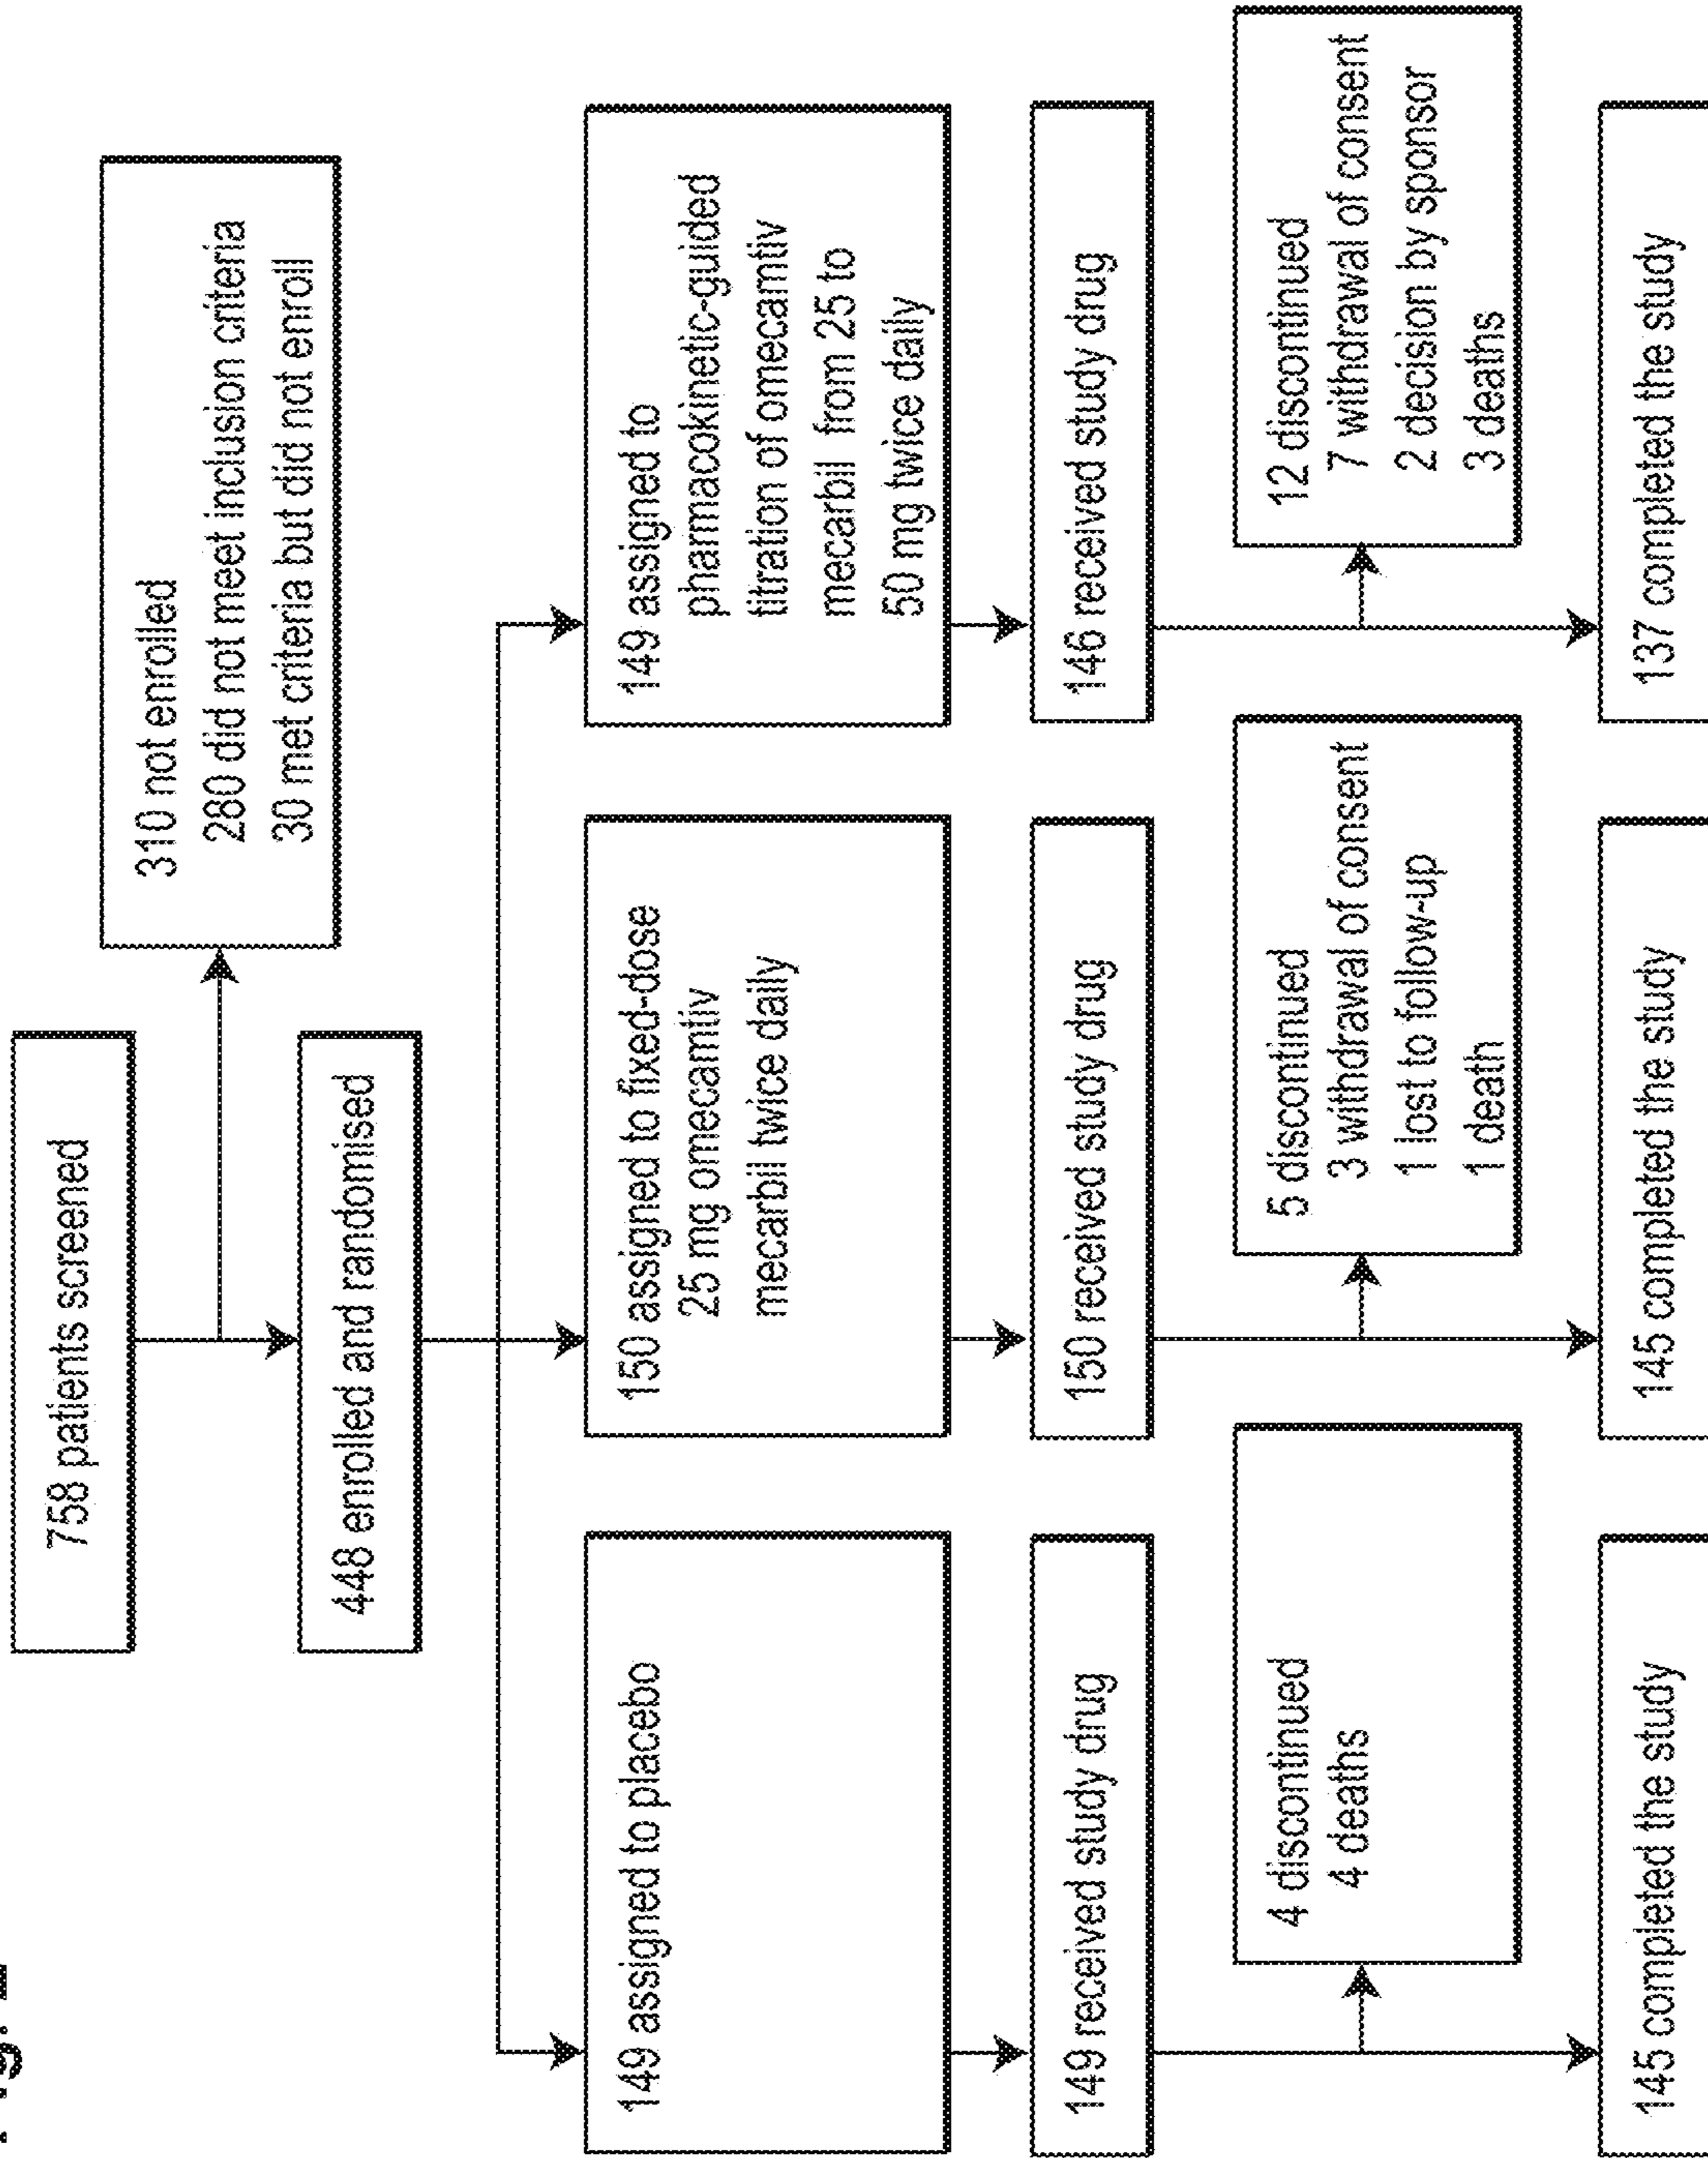 758 patients screened
310 not enrolled
280 did not meet inclusion criteria
30 met criteria but did not enroll
448 enrolled and randomised
149 assigned to placebo
150 assigned to fixed-dose
25 mg omecamtiv
mecarbil twice daily
149 assigned to
pharmacokinetic-guided
titration of omecamtiv
mecarbil from 25 to
50 mg twice daily
149 received study drug
150 received study drug
146 received study drug
4 discontinued
4 deaths
5 discontinued
3 withdrawal of consent
1 lost to follow-up
1 death
12 discontinued
7 withdrawal of consent
2 decision by sponsor
3 deaths
145 completed the study
145 completed the study
137 completed the study